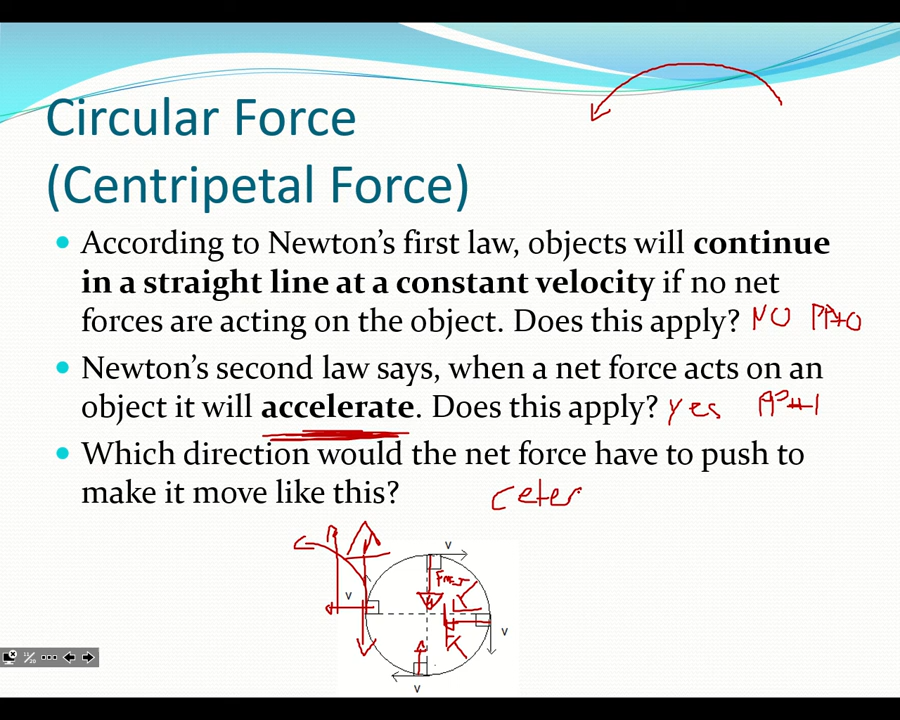 Circular Force
(Centripetal Force)
• According to Newton's first law, objects will continue
in a straight line at a constant velocity if no net
forces are acting on the object. Does this apply? NO
• Newton's second law says, when a net force acts on an
object it will accelerate. Does this apply? yes
• Which direction would the net force have to push to
make it move like this? ceter
v
Fnet
v
v
v